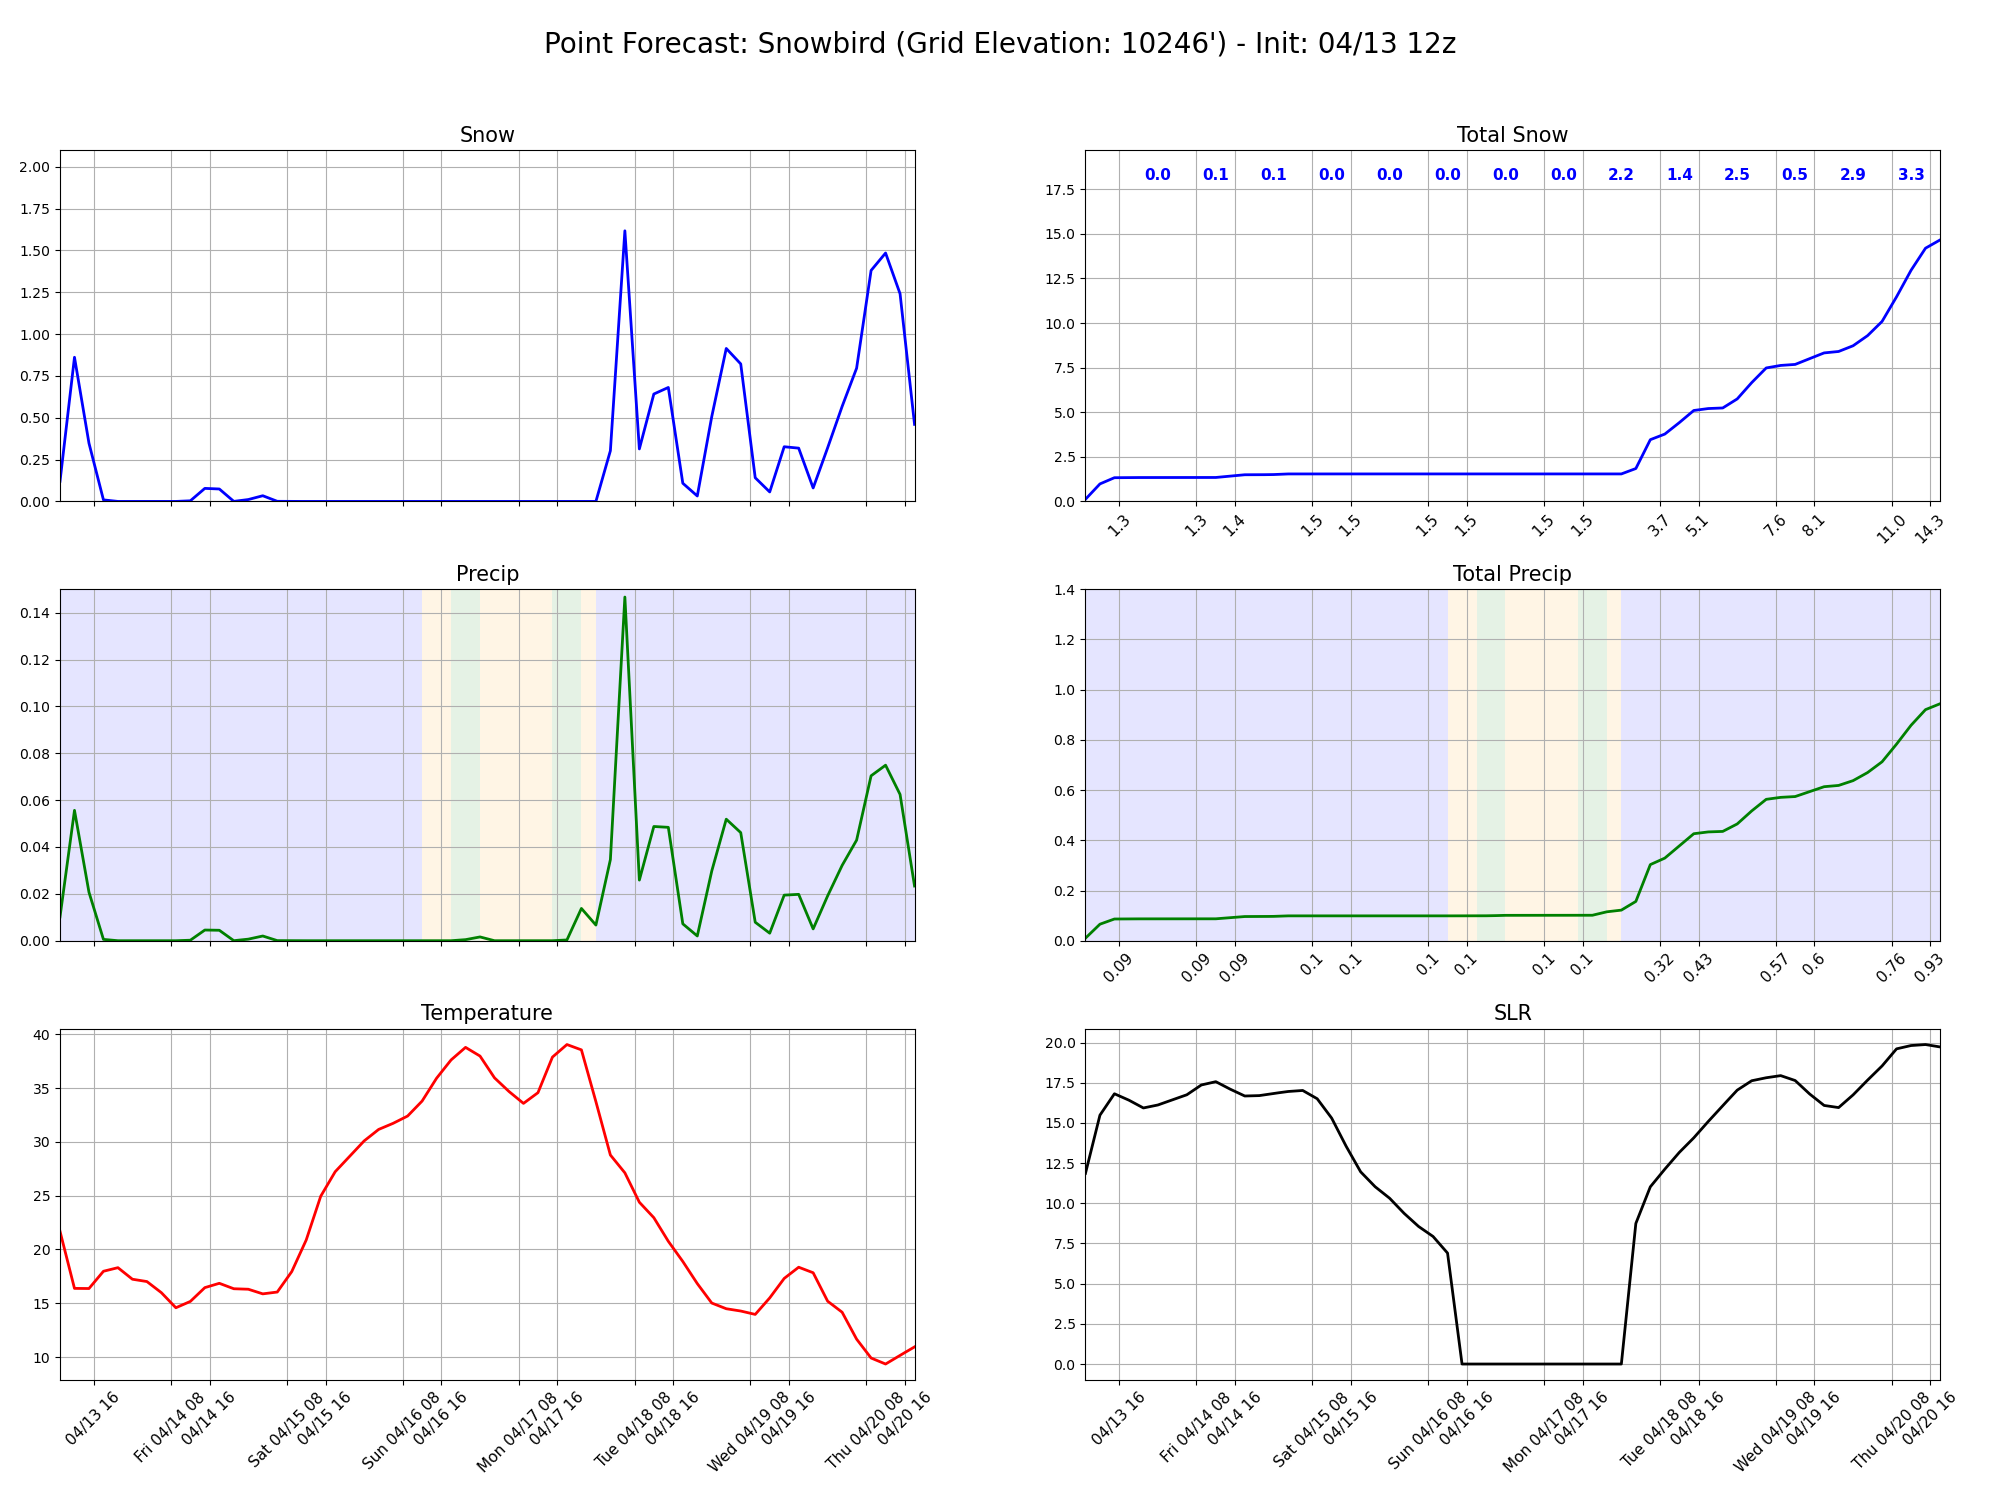 Point Forecast: Snowbird (Grid Elevation: 10246') - Init: 04/13 12z
Snow
2.00
1.75
1.50
1.25
1.00
0.75
0.50
0.25
0.00
Total Snow
0.0 0.1 0.1 0.0 0.0 0.0 0.0 0.0 2.2 1.4 2.5 0.5 2.9 3.3
17.5
15.0
12.5
10.0
7.5
5.0
2.5
0.0
1.3 1.3 1.4 1.5 1.5 1.5 1.5 1.5 1.5 3.7 5.1 7.6 8.1 11.0 14.3
Precip
0.14
0.12
0.10
0.08
0.06
0.04
0.02
0.00
Total Precip
1.4
1.2
1.0
0.8
0.6
0.4
0.2
0.0
0.09 0.09 0.09 0.1 0.1 0.1 0.1 0.1 0.1 0.32 0.43 0.57 0.6 0.76 0.93
Temperature
40
35
30
25
20
15
10
04/13 16
Fri 04/14 08
04/14 16
Sat 04/15 08
04/15 16
Sun 04/16 08
04/16 16
Mon 04/17 08
04/17 16
Tue 04/18 08
04/18 16
Wed 04/19 08
04/19 16
Thu 04/20 08
04/20 16
SLR
20.0
17.5
15.0
12.5
10.0
7.5
5.0
2.5
0.0
04/13 16
Fri 04/14 08
04/14 16
Sat 04/15 08
04/15 16
Sun 04/16 08
04/16 16
Mon 04/17 08
04/17 16
Tue 04/18 08
04/18 16
Wed 04/19 08
04/19 16
Thu 04/20 08
04/20 16